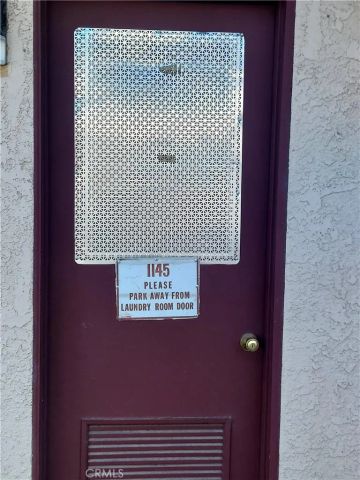 1145
PLEASE
PARK AWAY FROM
LAUNDRY ROOM DOOR
CRMLS